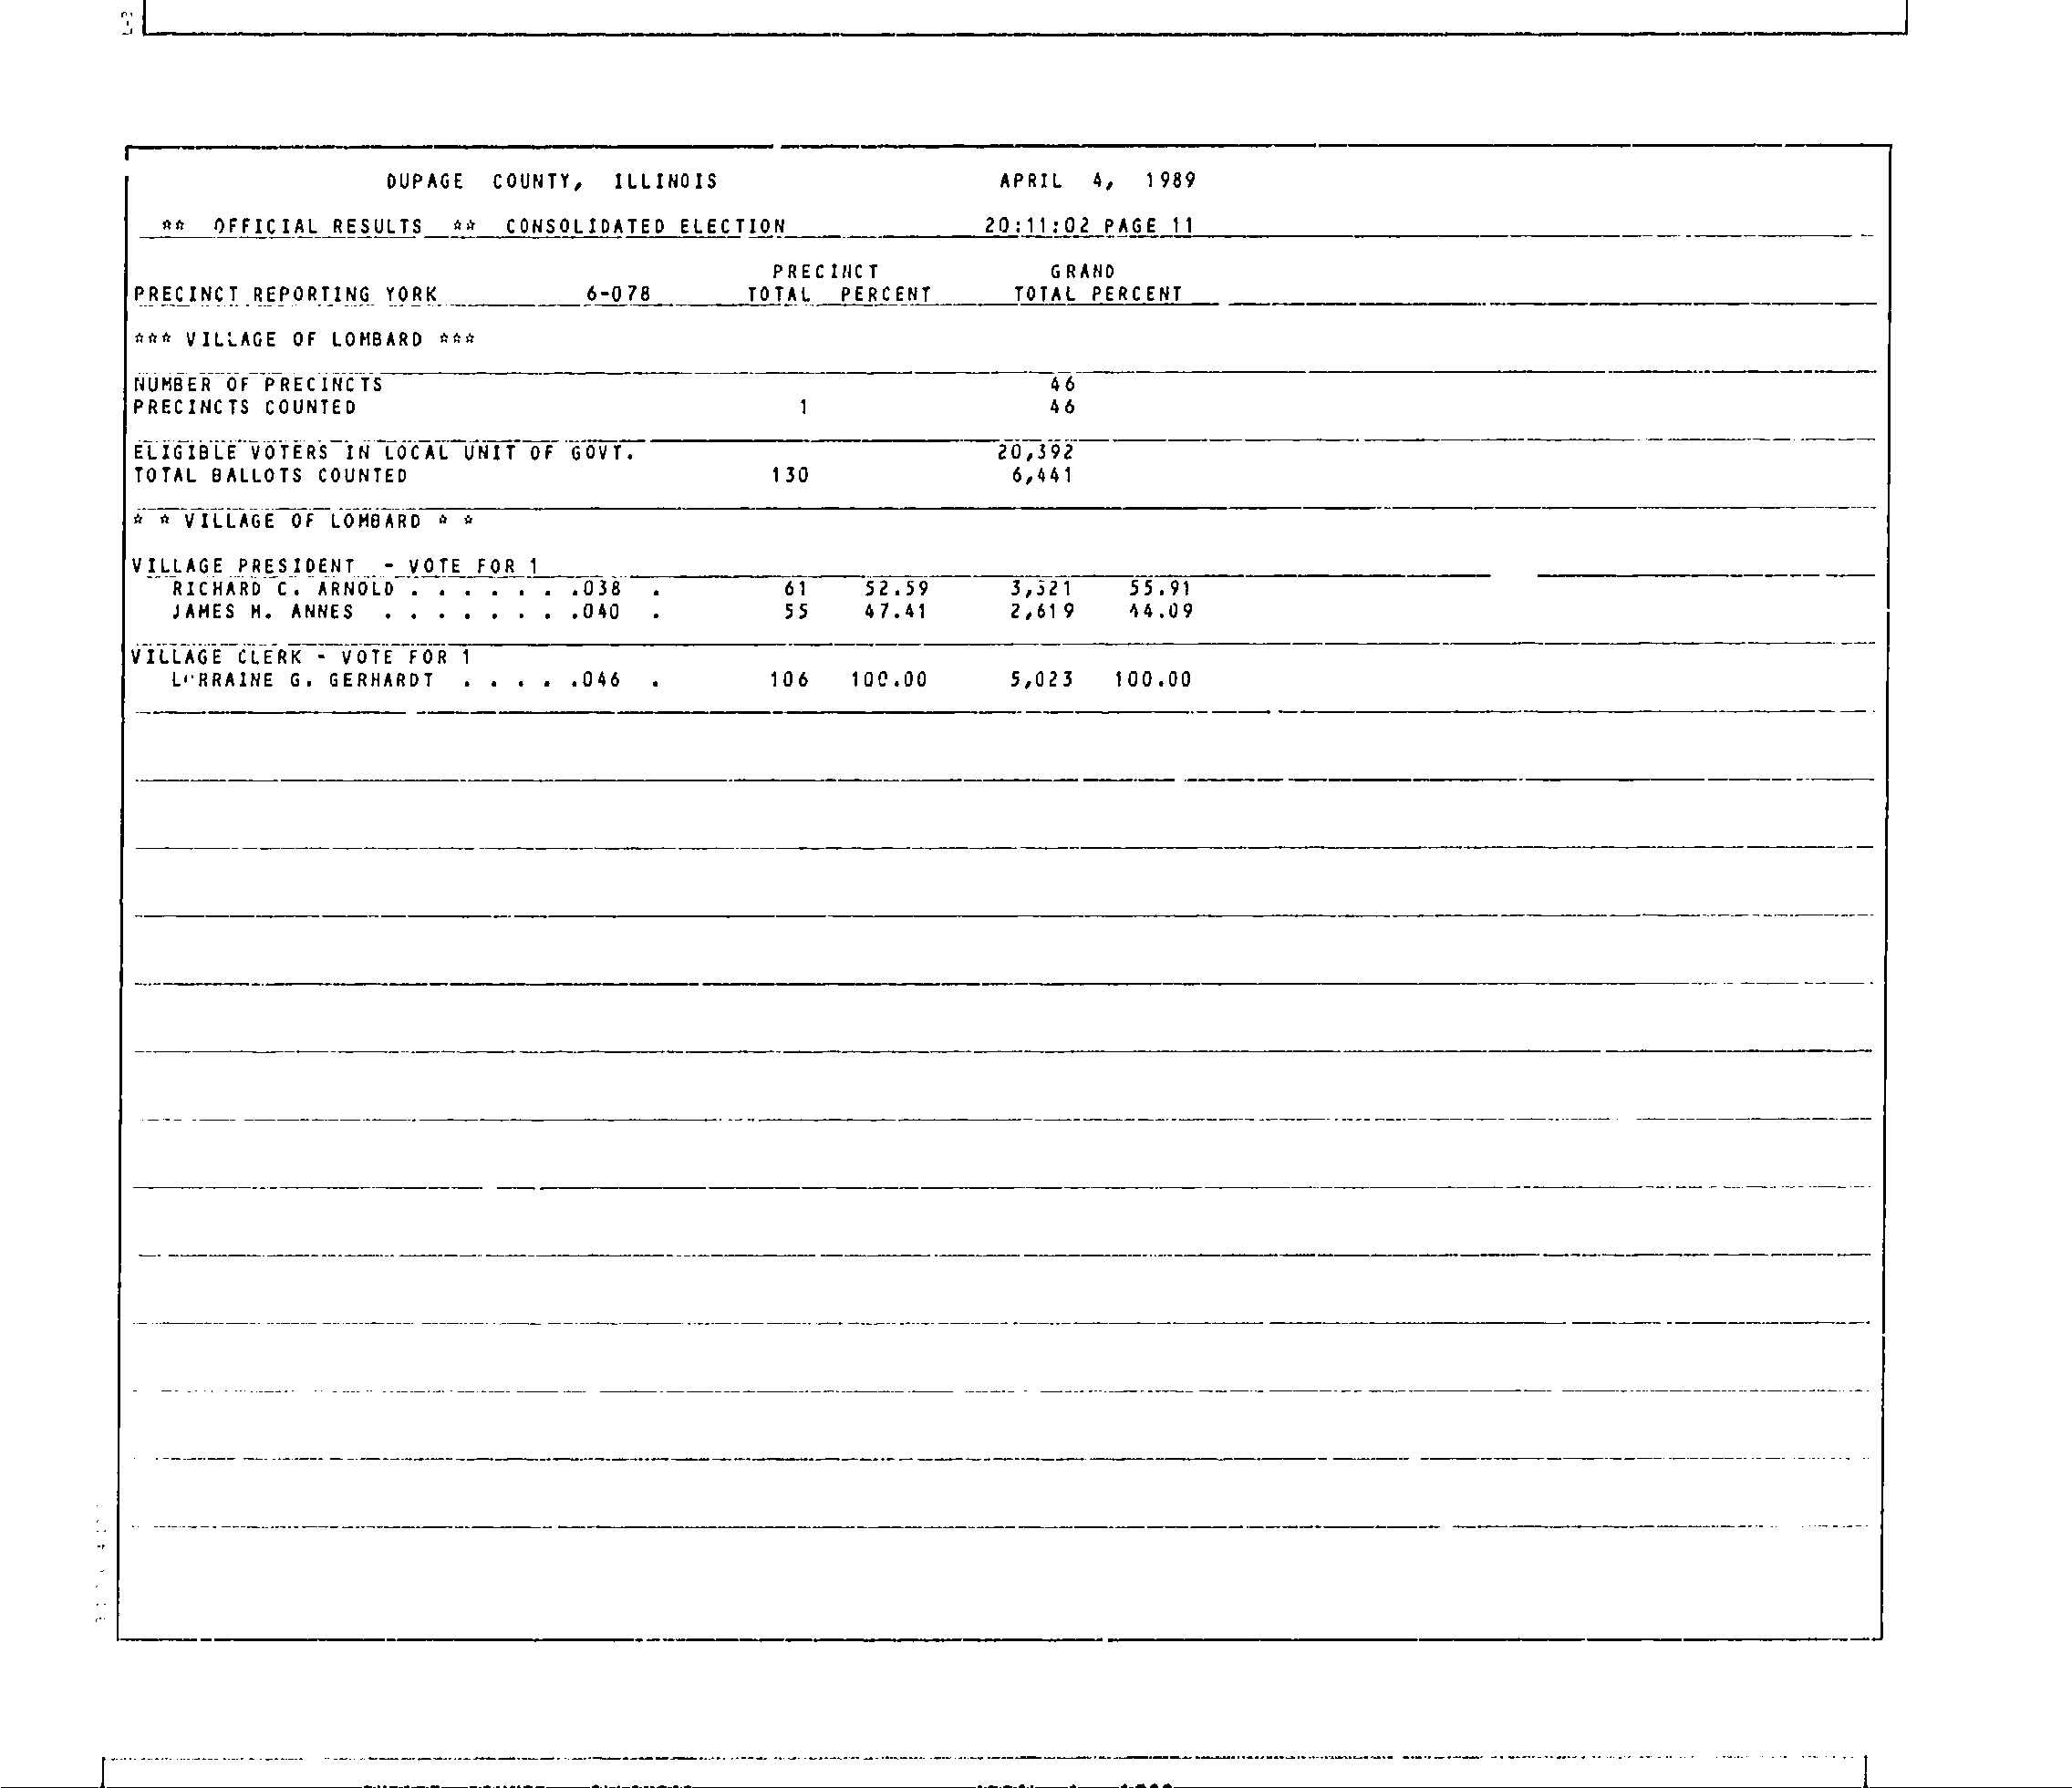 DUPAGE COUNTY, ILLINOIS APRIL 4, 1989
** OFFICIAL RESULTS ** CONSOLIDATED ELECTION 20:11:02 PAGE 11
PRECINCT GRAND
PRECINCT REPORTING YORK 6-078 TOTAL PERCENT TOTAL PERCENT
*** VILLAGE OF LOMBARD ***
NUMBER OF PRECINCTS 46
PRECINCTS COUNTED 1 46
ELIGIBLE VOTERS IN LOCAL UNIT OF GOVT. 20,392
TOTAL BALLOTS COUNTED 130 6,441
* * VILLAGE OF LOMBARD * *
VILLAGE PRESIDENT - VOTE FOR 1
RICHARD C. ARNOLD . . . . . . .038 . 61 52.59 3,321 55.91
JAMES M. ANNES . . . . . . . .040 . 55 47.41 2,619 44.09
VILLAGE CLERK - VOTE FOR 1
LORRAINE G. GERHARDT . . . . .046 . 106 100.00 5,023 100.00